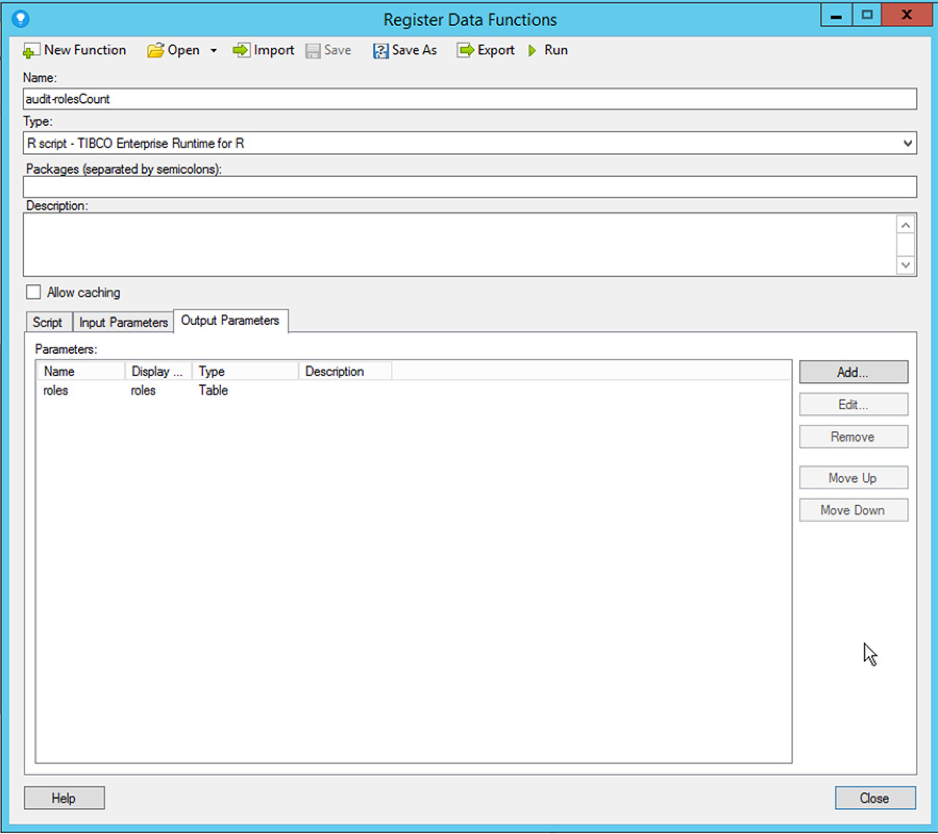 Register Data Functions
New Function Open Import Save Save As Export Run
Name:
audit-rolesCount
Type:
R script - TIBCO Enterprise Runtime for R
Packages (separated by semicolons):
Description:
Allow caching
Script Input Parameters Output Parameters
Parameters:
Name Display ... Type Description
roles roles Table
Add...
Edit...
Remove
Move Up
Move Down
Help Close